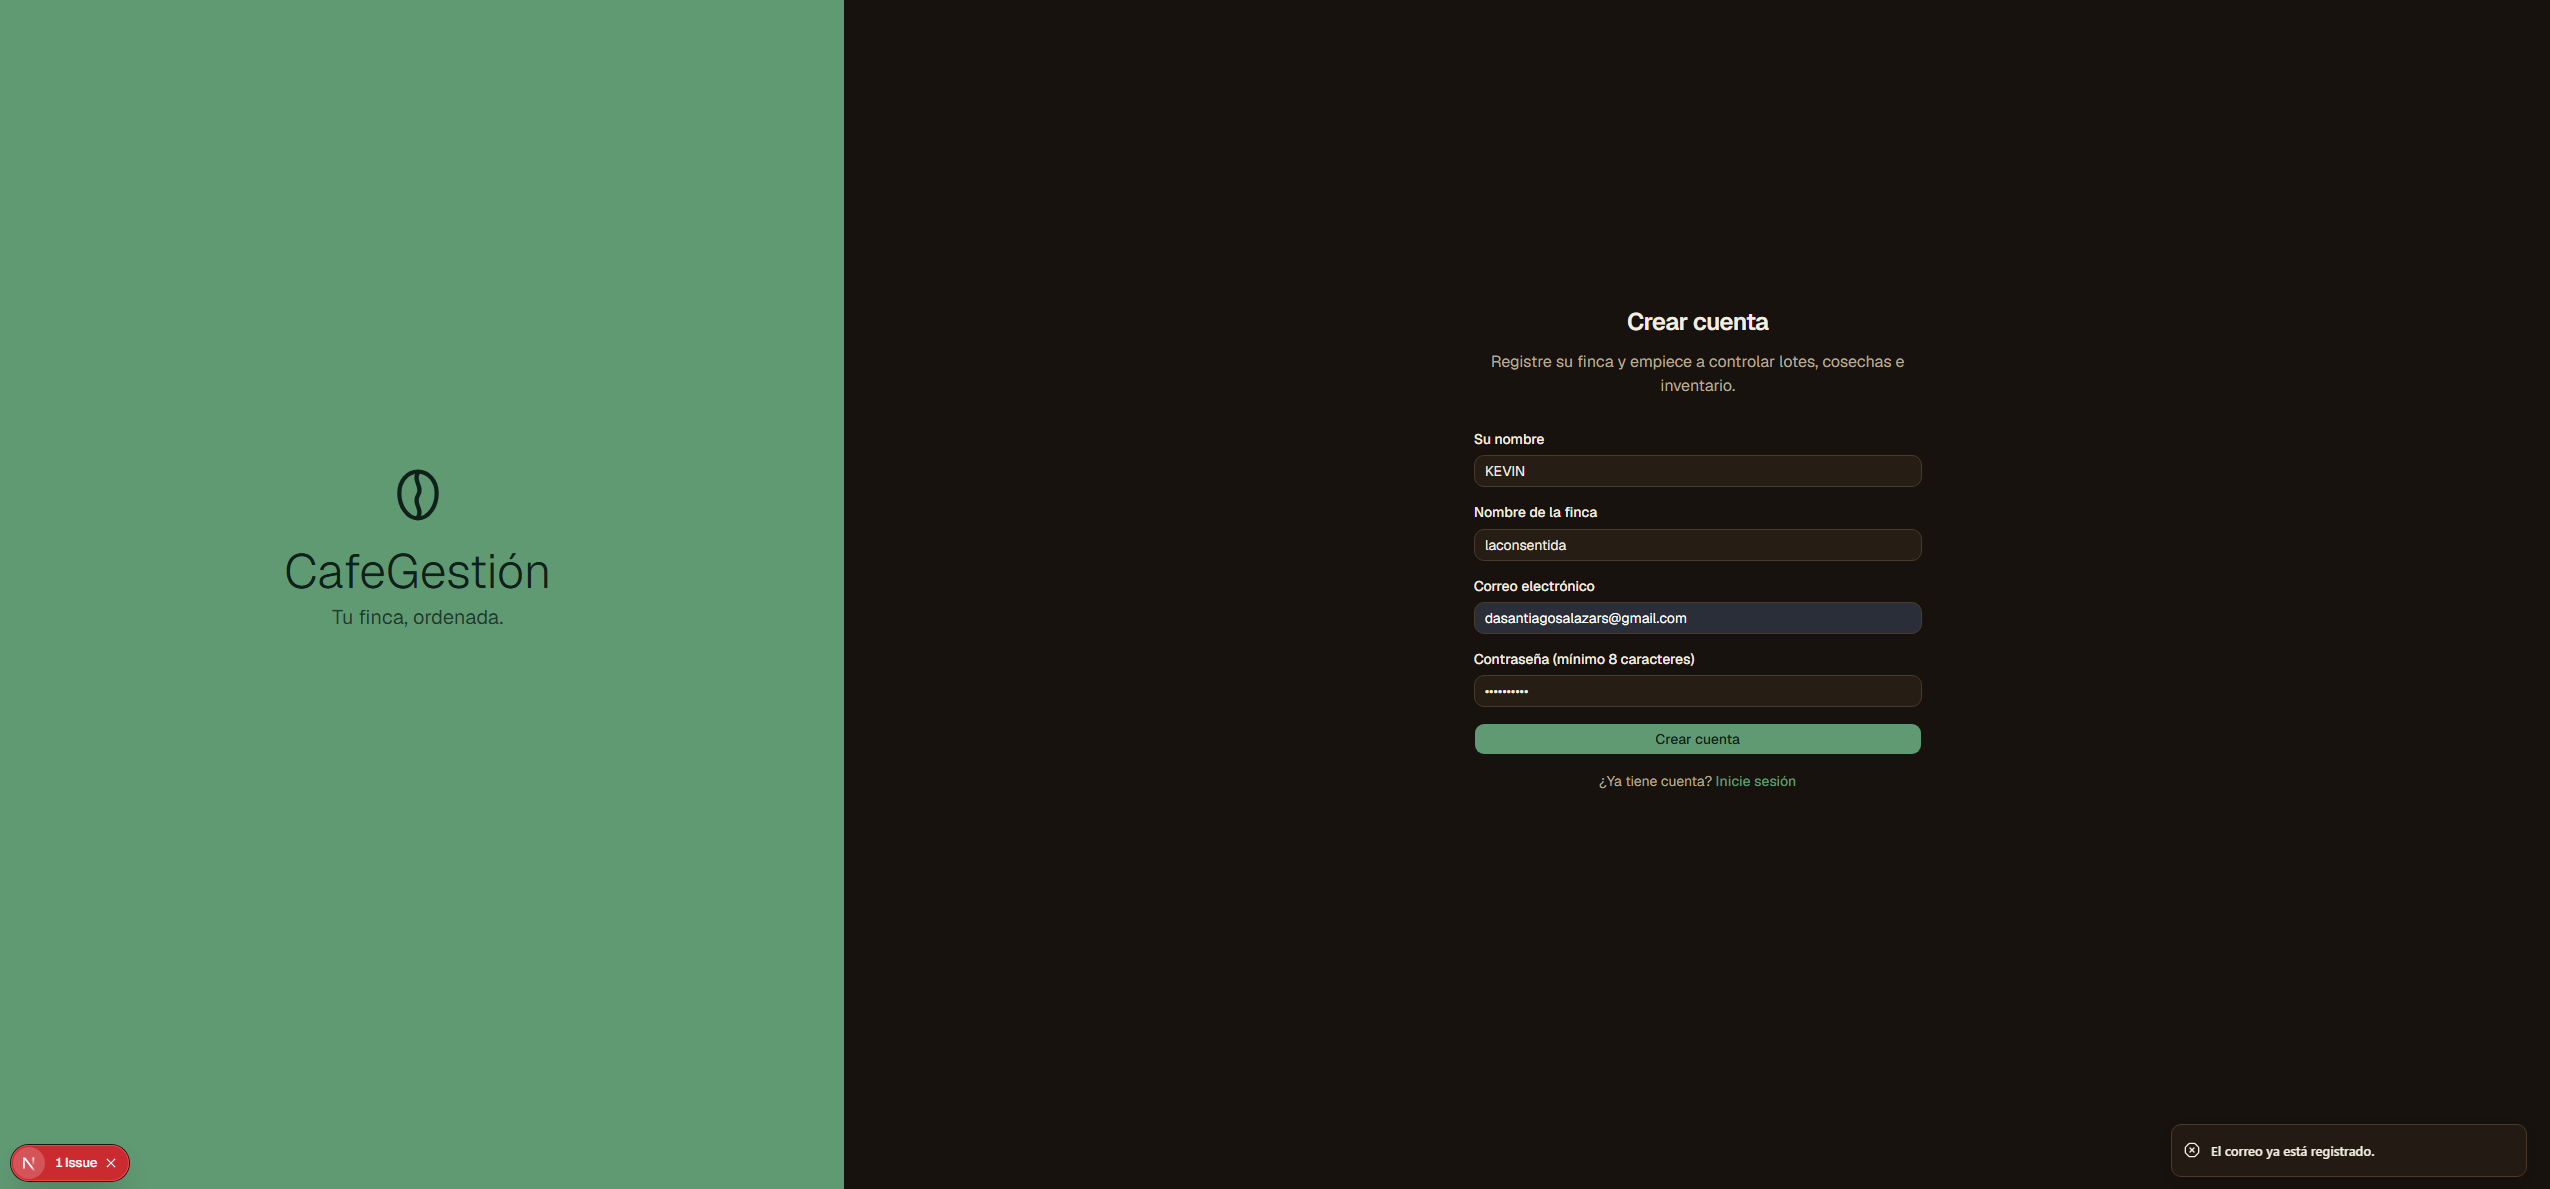 CafeGestión
Tu finca, ordenada.
Crear cuenta
Registre su finca y empiece a controlar lotes, cosechas e
inventario.
Su nombre
KEVIN
Nombre de la finca
laconsentida
Correo electrónico
dasantiagosalazars@gmail.com
Contraseña (mínimo 8 caracteres)
••••••••••
Crear cuenta
¿Ya tiene cuenta? Inicie sesión
N 1 Issue
El correo ya está registrado.